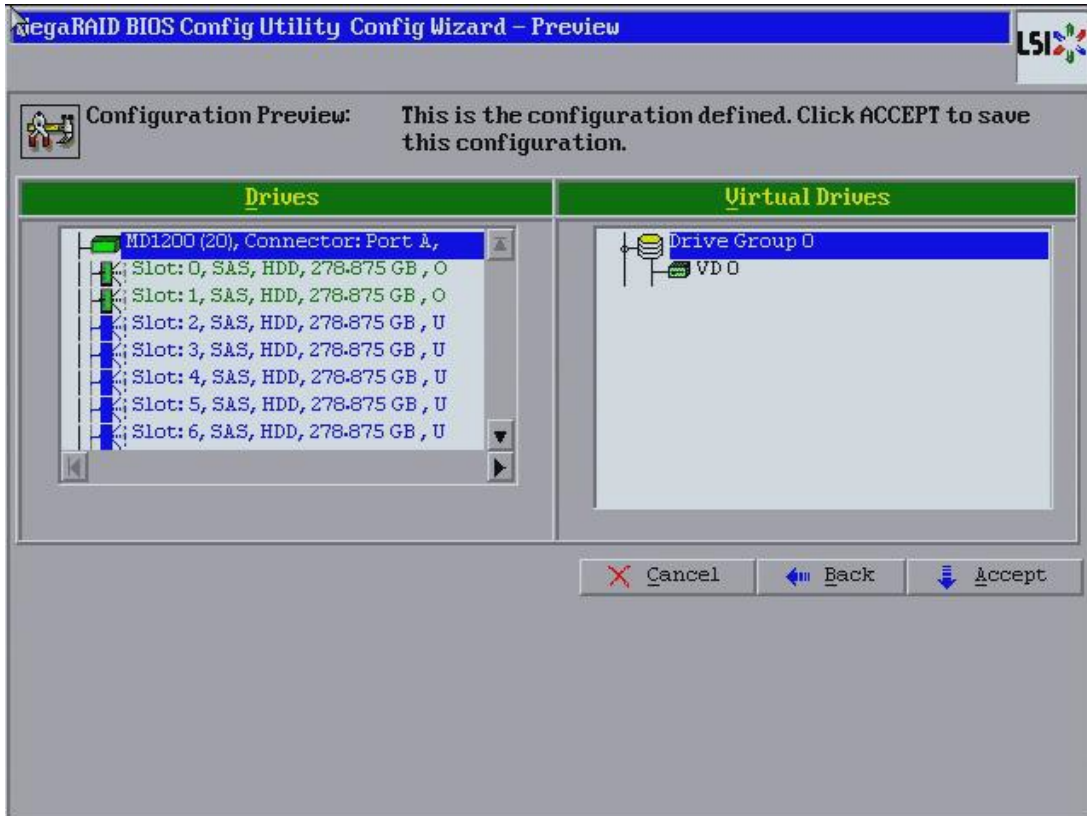 MegaRAID BIOS Config Utility Config Wizard – Preview
LSI
Configuration Preview: This is the configuration defined. Click ACCEPT to save
this configuration.
Drives
MD1200 (20), Connector: Port A,
Slot: 0, SAS, HDD, 278.875 GB , O
Slot: 1, SAS, HDD, 278.875 GB , O
Slot: 2, SAS, HDD, 278.875 GB , U
Slot: 3, SAS, HDD, 278.875 GB , U
Slot: 4, SAS, HDD, 278.875 GB , U
Slot: 5, SAS, HDD, 278.875 GB , U
Slot: 6, SAS, HDD, 278.875 GB , U
Virtual Drives
Drive Group 0
VD 0
Cancel
Back
Accept